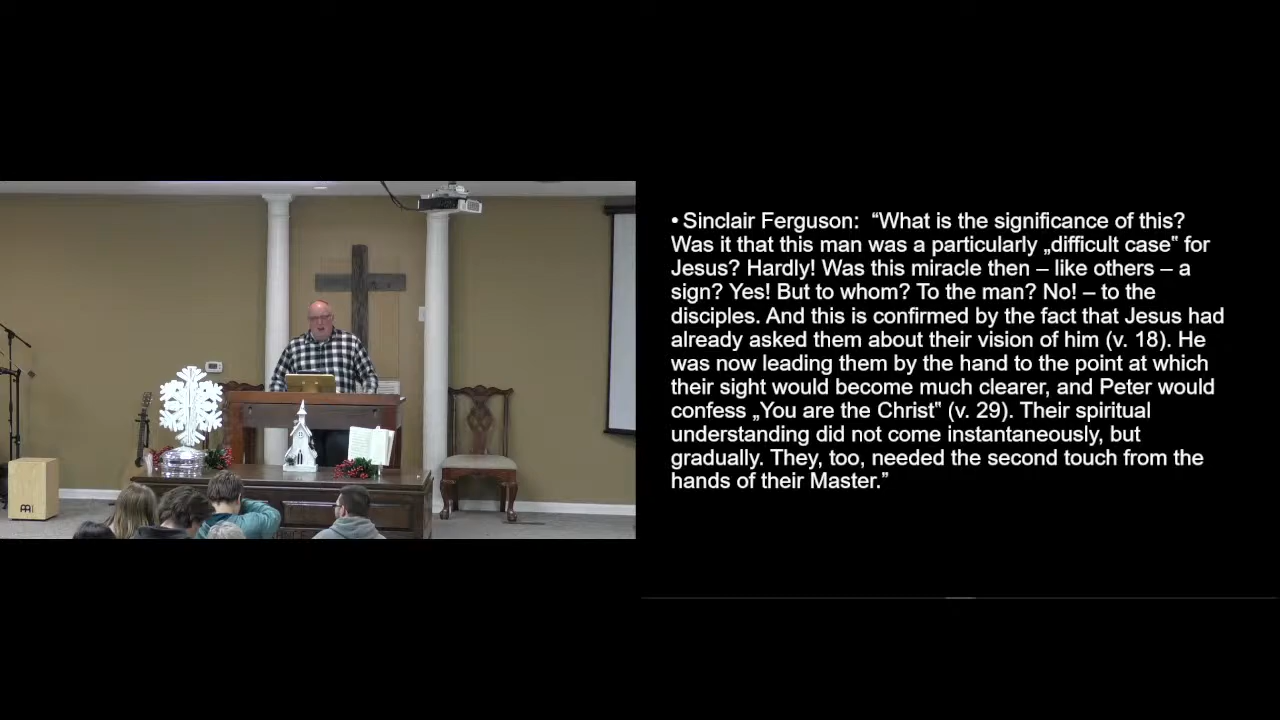 • Sinclair Ferguson:  “What is the significance of this?
Was it that this man was a particularly „difficult case‟ for
Jesus? Hardly! Was this miracle then – like others – a
sign? Yes! But to whom? To the man? No! – to the
disciples. And this is confirmed by the fact that Jesus had
already asked them about their vision of him (v. 18). He
was now leading them by the hand to the point at which
their sight would become much clearer, and Peter would
confess „You are the Christ‟ (v. 29). Their spiritual
understanding did not come instantaneously, but
gradually. They, too, needed the second touch from the
hands of their Master.”